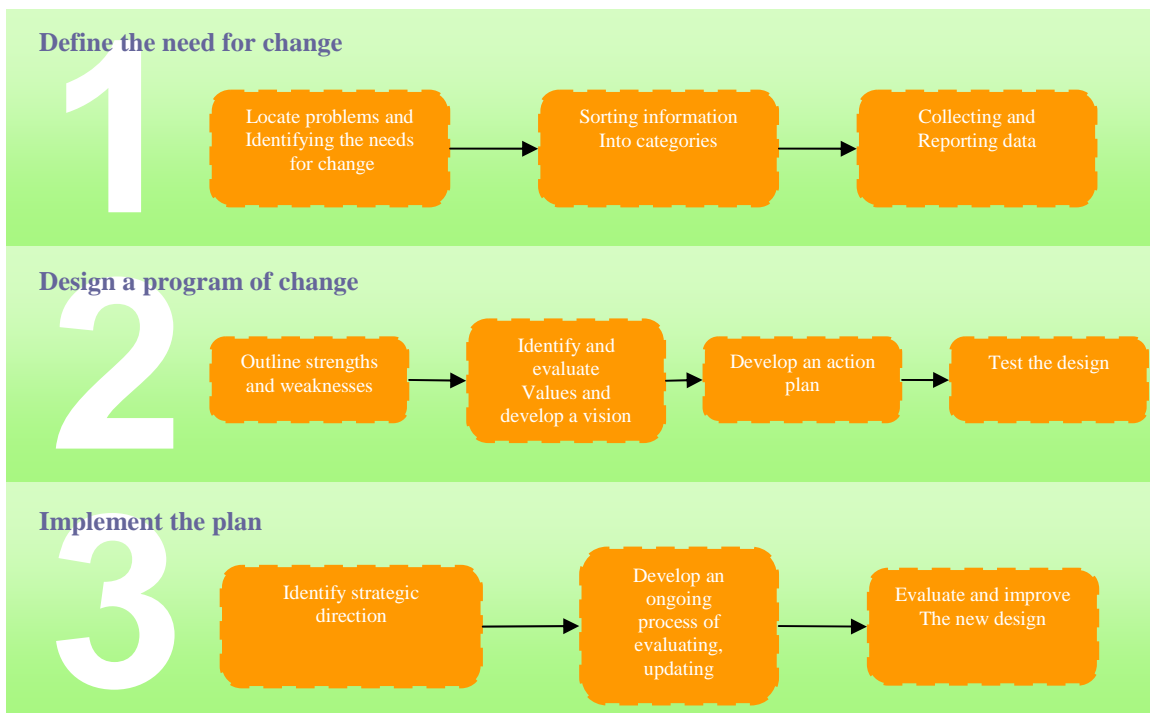 Define the need for change
1
Locate problems and
Identifying the needs
for change
Sorting information
Into categories
Collecting and
Reporting data
Design a program of change
2
Outline strengths
and weaknesses
Identify and
evaluate
Values and
develop a vision
Develop an action
plan
Test the design
Implement the plan
3
Identify strategic
direction
Develop an
ongoing
process of
evaluating,
updating
Evaluate and improve
The new design